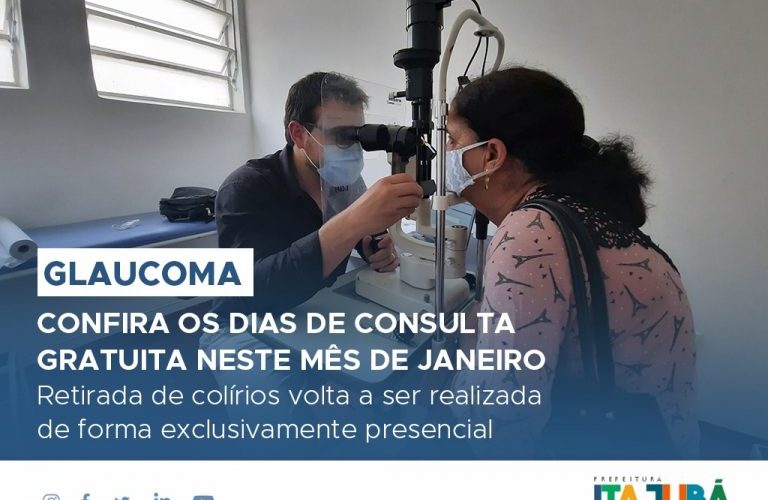 GLAUCOMA
CONFIRA OS DIAS DE CONSULTA
GRATUITA NESTE MÊS DE JANEIRO
Retirada de colírios volta a ser realizada
de forma exclusivamente presencial
PREFEITURA
ITAJUBÁ